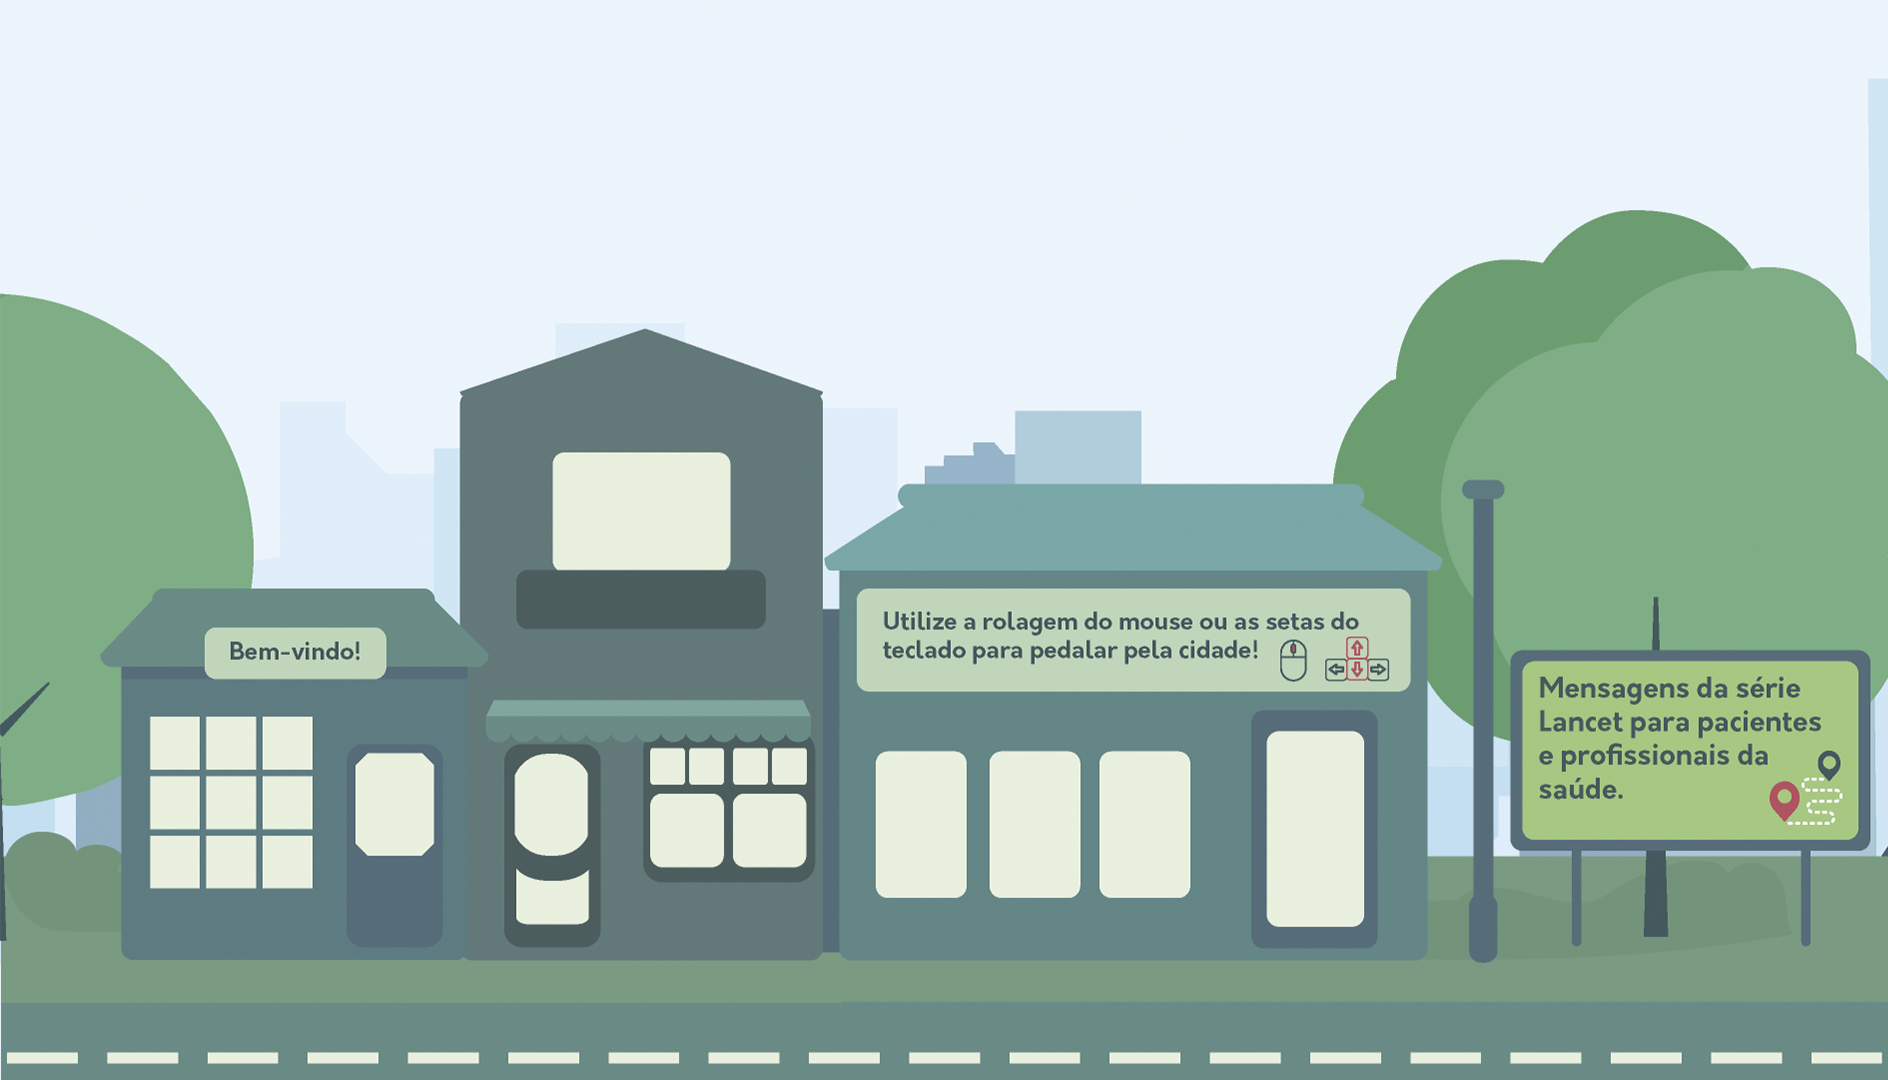 Bem-vindo!
Utilize a rolagem do mouse ou as setas do
teclado para pedalar pela cidade!
Mensagens da série
Lancet para pacientes
e profissionais da
saúde.